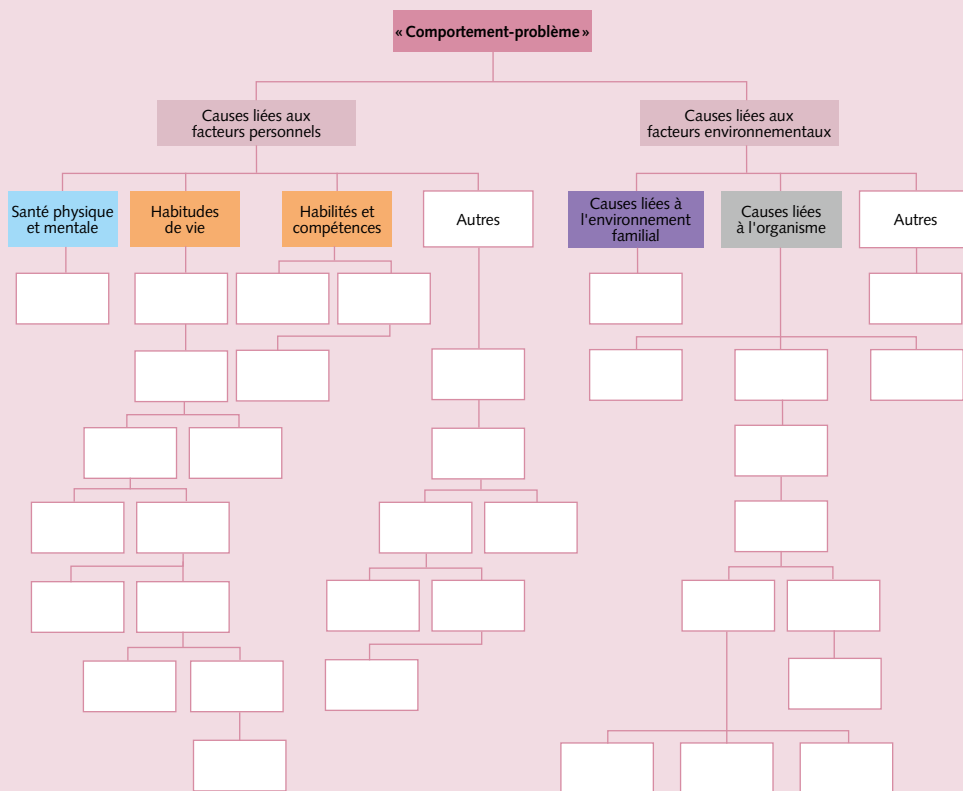 « Comportement-problème »
Causes liées aux
facteurs personnels
Causes liées aux
facteurs environnementaux
Santé physique
et mentale
Habitudes
de vie
Habilités et
compétences
Autres
Causes liées à
l'environnement
familial
Causes liées
à l'organisme
Autres